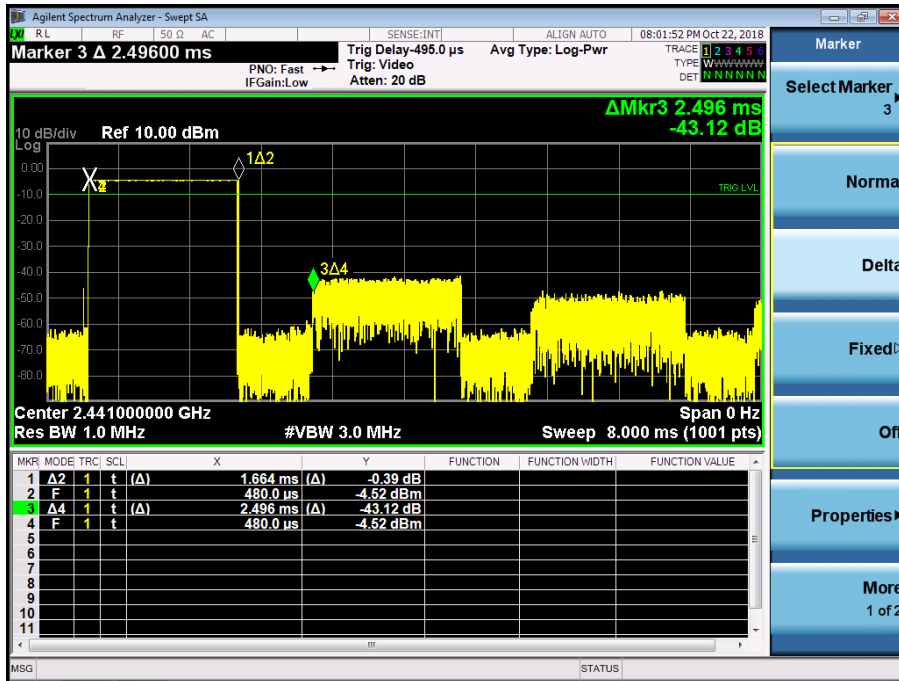 Agilent Spectrum Analyzer - Swept SA
LXI RL RF 50 Ω AC SENSE:INT ALIGN AUTO 08:01:52 PM Oct 22, 2018
Marker 3 Δ 2.49600 ms
PNO: Fast
IFGain:Low
Trig Delay-495.0 µs
Trig: Video
Atten: 20 dB
Avg Type: Log-Pwr
TRACE 1 2 3 4 5 6
TYPE WWWWWW
DET N N N N N N
ΔMkr3 2.496 ms
-43.12 dB
10 dB/div Ref 10.00 dBm
Log
0.00
-10.0
-20.0
-30.0
-40.0
-50.0
-60.0
-70.0
-80.0
X
1Δ2
TRIG LVL
3Δ4
Center 2.441000000 GHz Span 0 Hz
Res BW 1.0 MHz #VBW 3.0 MHz Sweep 8.000 ms (1001 pts)
MKR MODE TRC SCL X Y FUNCTION FUNCTION WIDTH FUNCTION VALUE
1 Δ2 1 t (Δ) 1.664 ms (Δ) -0.39 dB
2 F 1 t 480.0 µs -4.52 dBm
3 Δ4 1 t (Δ) 2.496 ms (Δ) -43.12 dB
4 F 1 t 480.0 µs -4.52 dBm
5
6
7
8
9
10
11
MSG STATUS
Marker
Select Marker
3
Norma
Delta
Fixed
Off
Properties
More
1 of 2